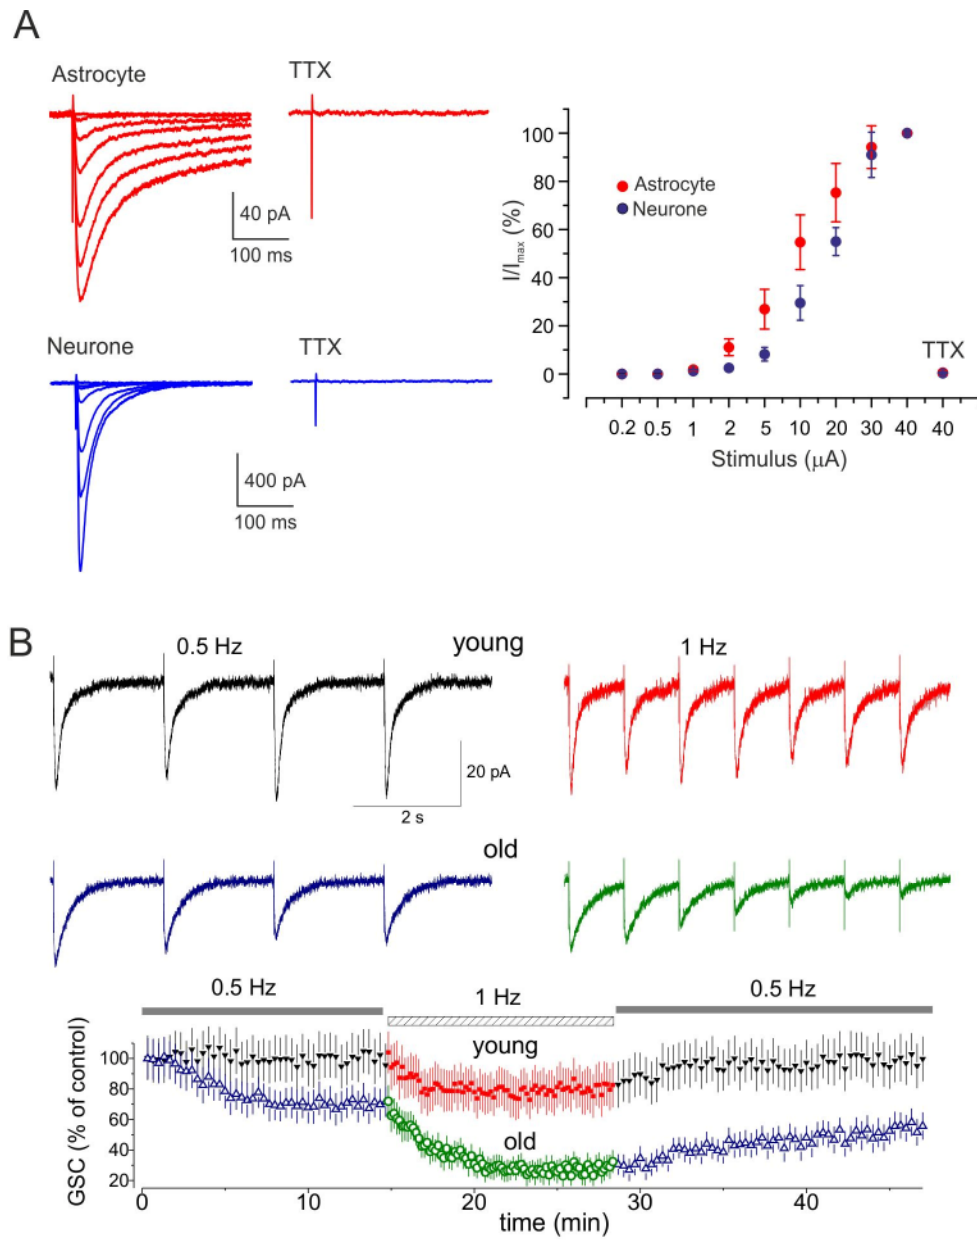 A
Astrocyte
TTX
40 pA
100 ms
Neurone
TTX
400 pA
100 ms
I/Imax (%)
100
80
60
40
20
0
Astrocyte
Neurone
TTX
0.2 0.5 1 2 5 10 20 30 40 40
Stimulus (μA)
B
0.5 Hz
young
1 Hz
20 pA
2 s
old
0.5 Hz
1 Hz
0.5 Hz
GSC (% of control)
100
80
60
40
20
young
old
0 10 20 30 40
time (min)